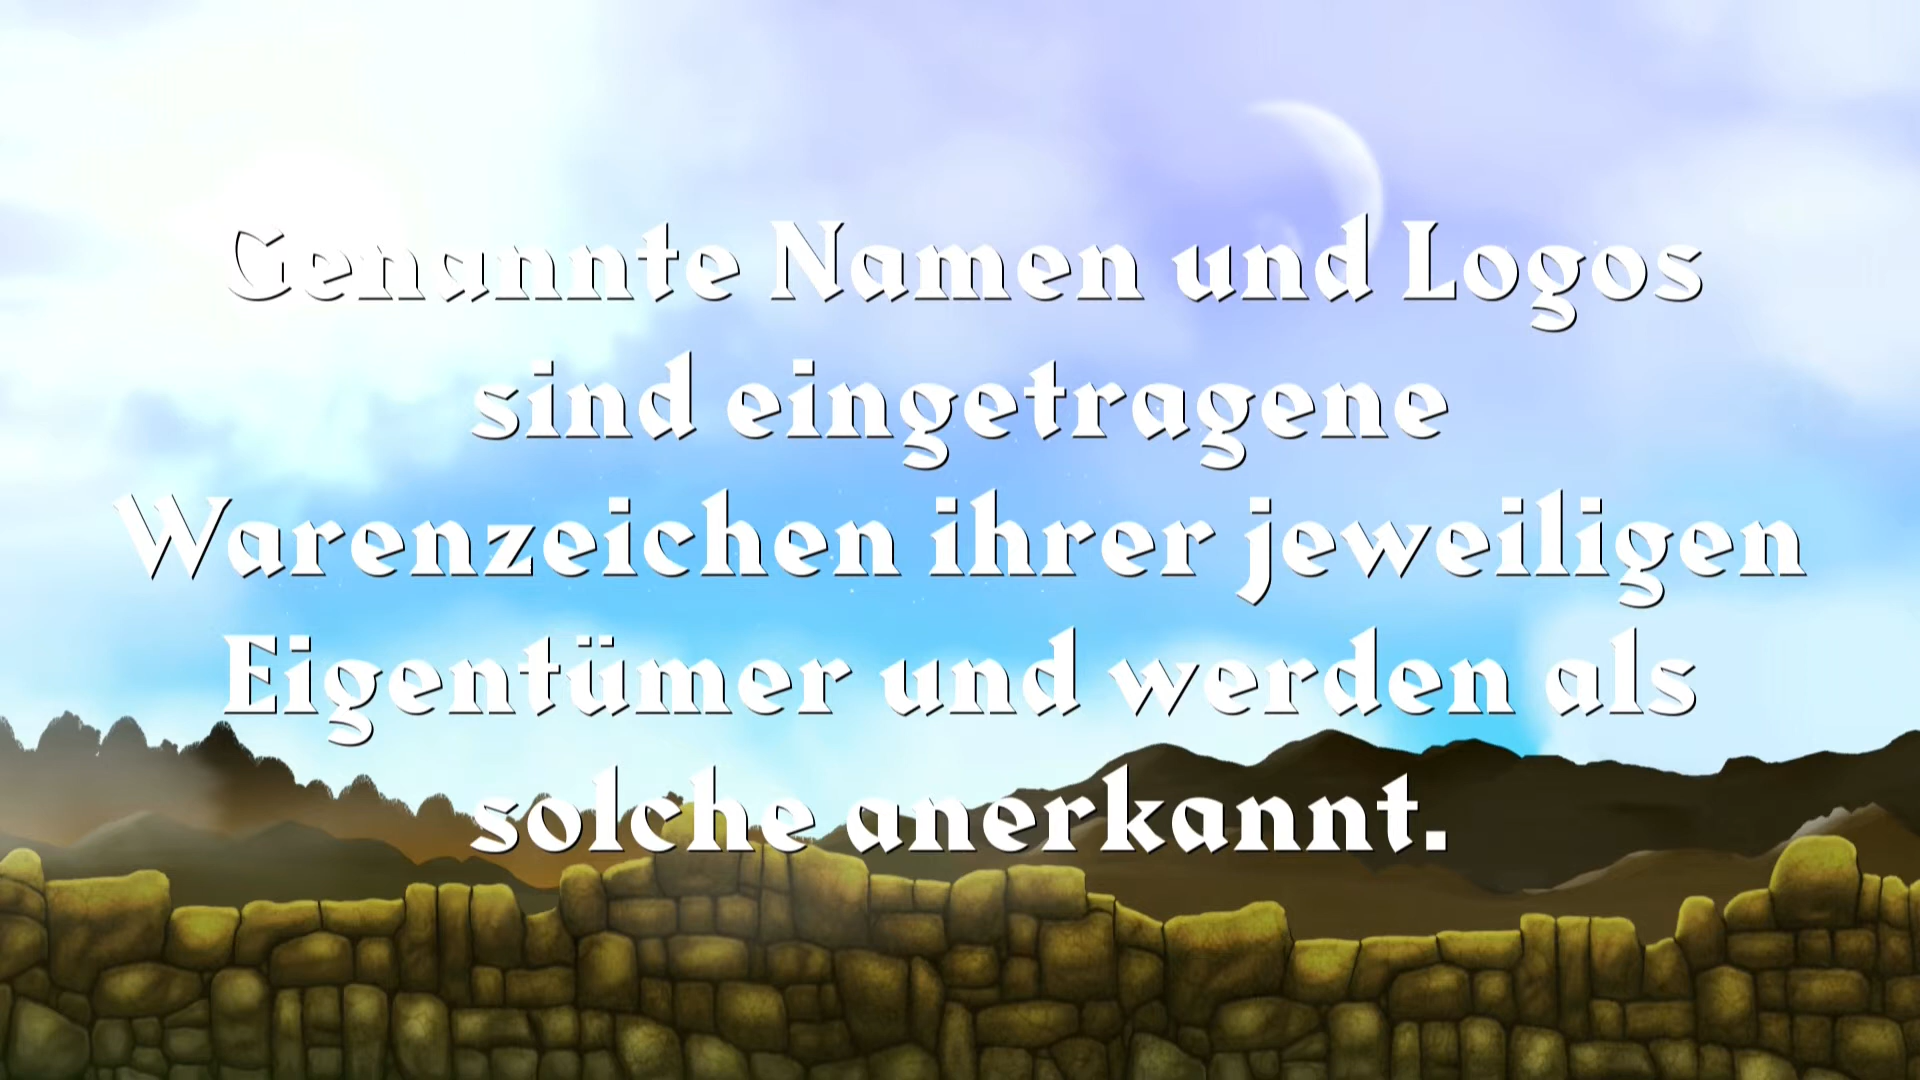 Genannte Namen und Logos
sind eingetragene
Warenzeichen ihrer jeweiligen
Eigentümer und werden als
solche anerkannt.